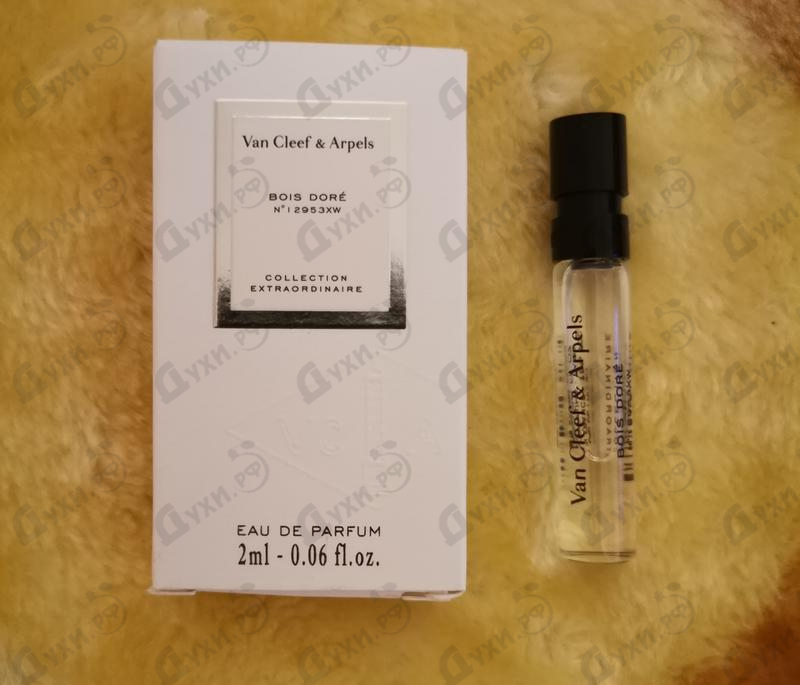 Van Cleef & Arpels
BOIS DORÉ
N°12953XW
COLLECTION
EXTRAORDINAIRE
EAU DE PARFUM
2ml - 0.06 fl.oz.
Van Cleef & Arpels
BOIS DORÉ
Духи.РФ